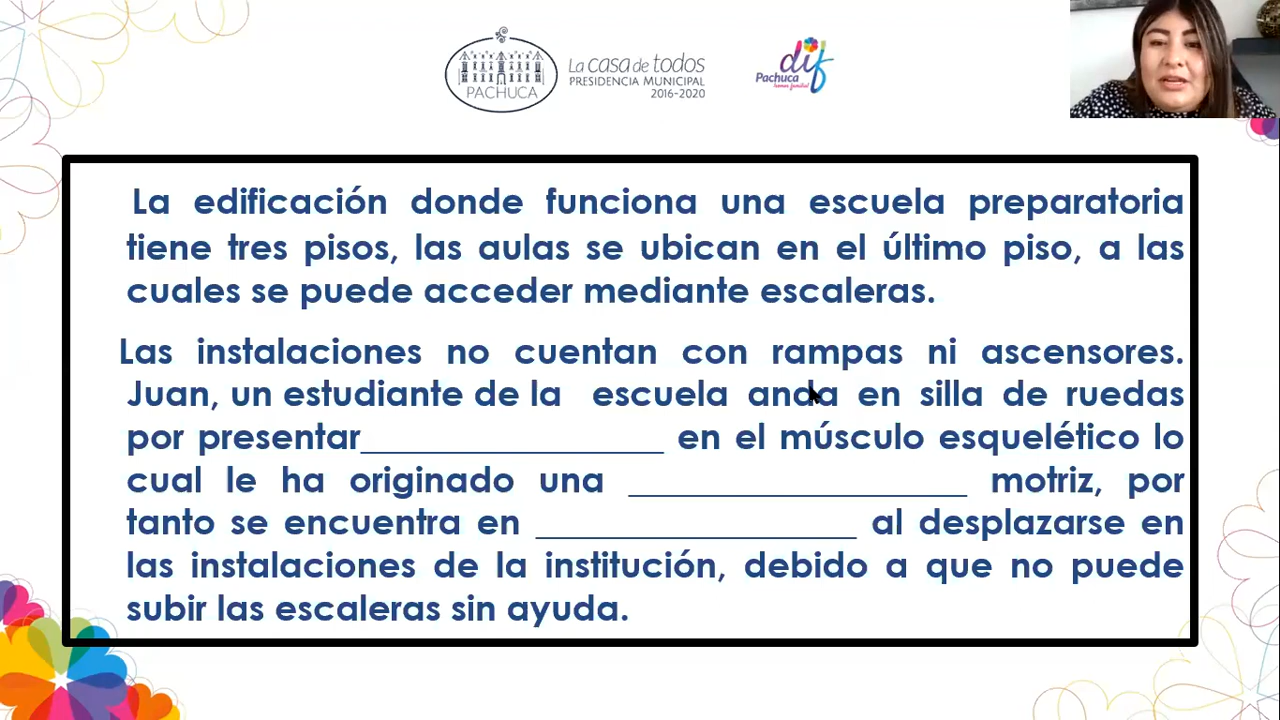 PACHUCA
La casa de todos
PRESIDENCIA MUNICIPAL
2016-2020
dif
Pachuca
La edificación donde funciona una escuela preparatoria
tiene tres pisos, las aulas se ubican en el último piso, a las
cuales se puede acceder mediante escaleras.
Las instalaciones no cuentan con rampas ni ascensores.
Juan, un estudiante de la escuela anda en silla de ruedas
por presentar__________________ en el músculo esquelético lo
cual le ha originado una ____________________ motriz, por
tanto se encuentra en ___________________ al desplazarse en
las instalaciones de la institución, debido a que no puede
subir las escaleras sin ayuda.